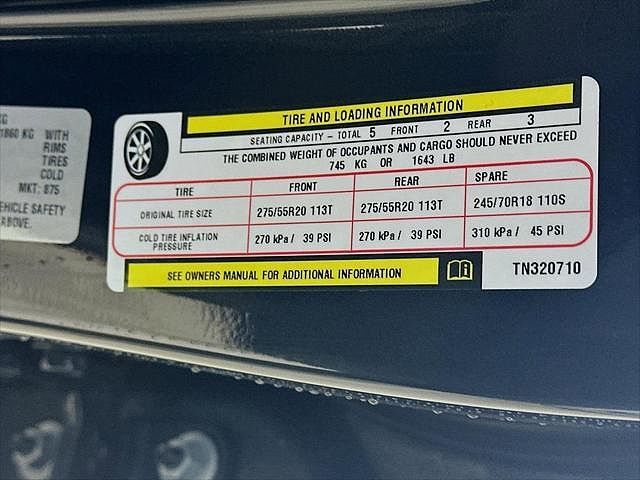 1860 KG WITH
RIMS
TIRES
COLD
MKT: 875
VEHICLE SAFETY
ABOVE.
TIRE AND LOADING INFORMATION
SEATING CAPACITY - TOTAL 5 FRONT 2 REAR 3
THE COMBINED WEIGHT OF OCCUPANTS AND CARGO SHOULD NEVER EXCEED
745 KG OR 1643 LB
TIRE FRONT REAR SPARE
ORIGINAL TIRE SIZE 275/55R20 113T 275/55R20 113T 245/70R18 110S
COLD TIRE INFLATION PRESSURE 270 kPa / 39 PSI 270 kPa / 39 PSI 310 kPa / 45 PSI
SEE OWNERS MANUAL FOR ADDITIONAL INFORMATION
TN320710